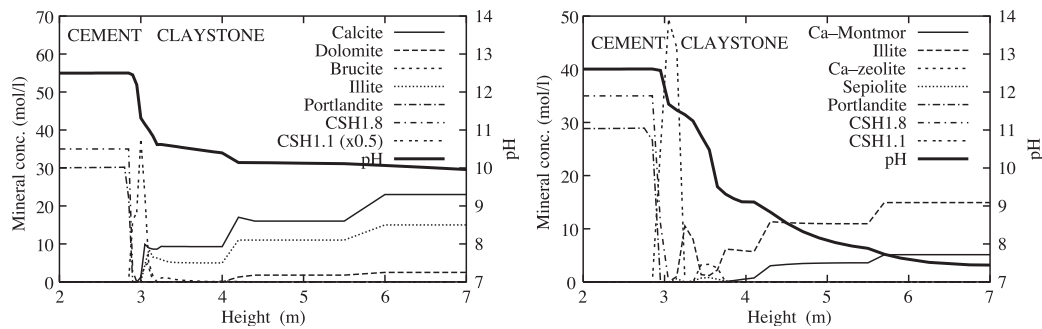 70
60
50
40
30
20
10
0
Mineral conc. (mol/l)
CEMENT CLAYSTONE
Calcite
Dolomite
Brucite
Illite
Portlandite
CSH1.8
CSH1.1 (x0.5)
pH
14
13
12
11
10
9
8
7
pH
2 3 4 5 6 7
Height (m)
50
40
30
20
10
0
Mineral conc. (mol/l)
CEMENT CLAYSTONE
Ca–Montmor
Illite
Ca–zeolite
Sepiolite
Portlandite
CSH1.8
CSH1.1
pH
14
13
12
11
10
9
8
7
pH
2 3 4 5 6 7
Height (m)